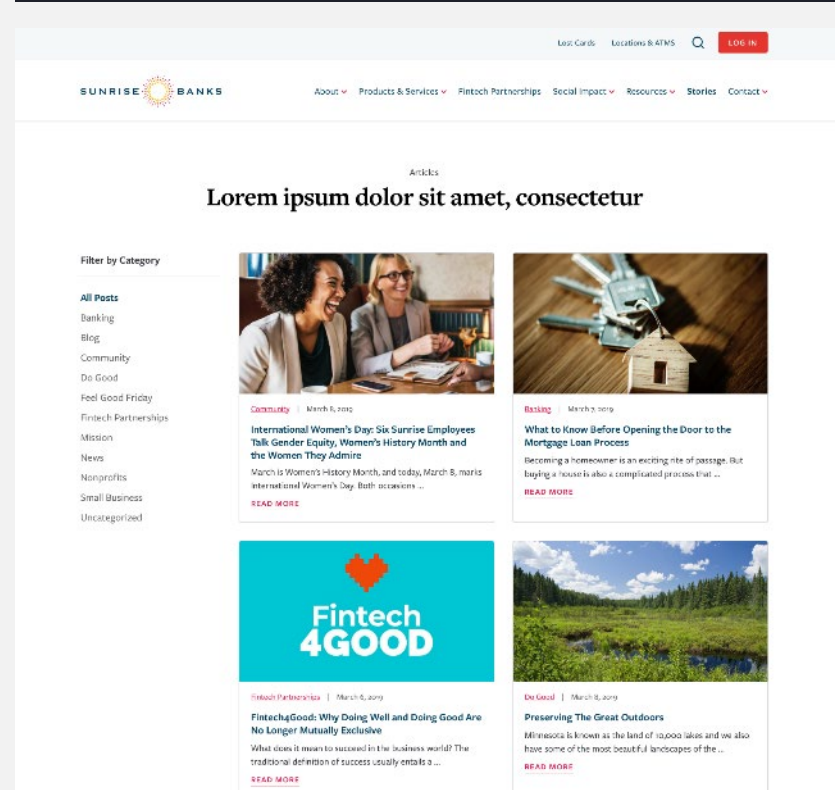 Lost Cards Locations & ATMS LOG IN
SUNRISE BANKS
About Products & Services Fintech Partnerships Social Impact Resources Stories Contact
Articles
Lorem ipsum dolor sit amet, consectetur
Filter by Category
All Posts
Banking
Blog
Community
Do Good
Feel Good Friday
Fintech Partnerships
Mission
News
Nonprofits
Small Business
Uncategorized
Community | March 8, 2019
International Women's Day: Six Sunrise Employees
Talk Gender Equity, Women's History Month and
the Women They Admire
March is Women's History Month, and today, March 8, marks
International Women's Day. Both occasions ...
READ MORE
Banking | March 7, 2019
What to Know Before Opening the Door to the
Mortgage Loan Process
Becoming a homeowner is an exciting rite of passage. But
buying a house is also a complicated process that ...
READ MORE
Fintech
4GOOD
Fintech Partnerships | March 6, 2019
Fintech4Good: Why Doing Well and Doing Good Are
No Longer Mutually Exclusive
What does it mean to succeed in the business world? The
traditional definition of success usually entails a ...
READ MORE
Do Good | March 8, 2019
Preserving The Great Outdoors
Minnesota is known as the land of 10,000 lakes and we also
have some of the most beautiful landscapes of the ...
READ MORE